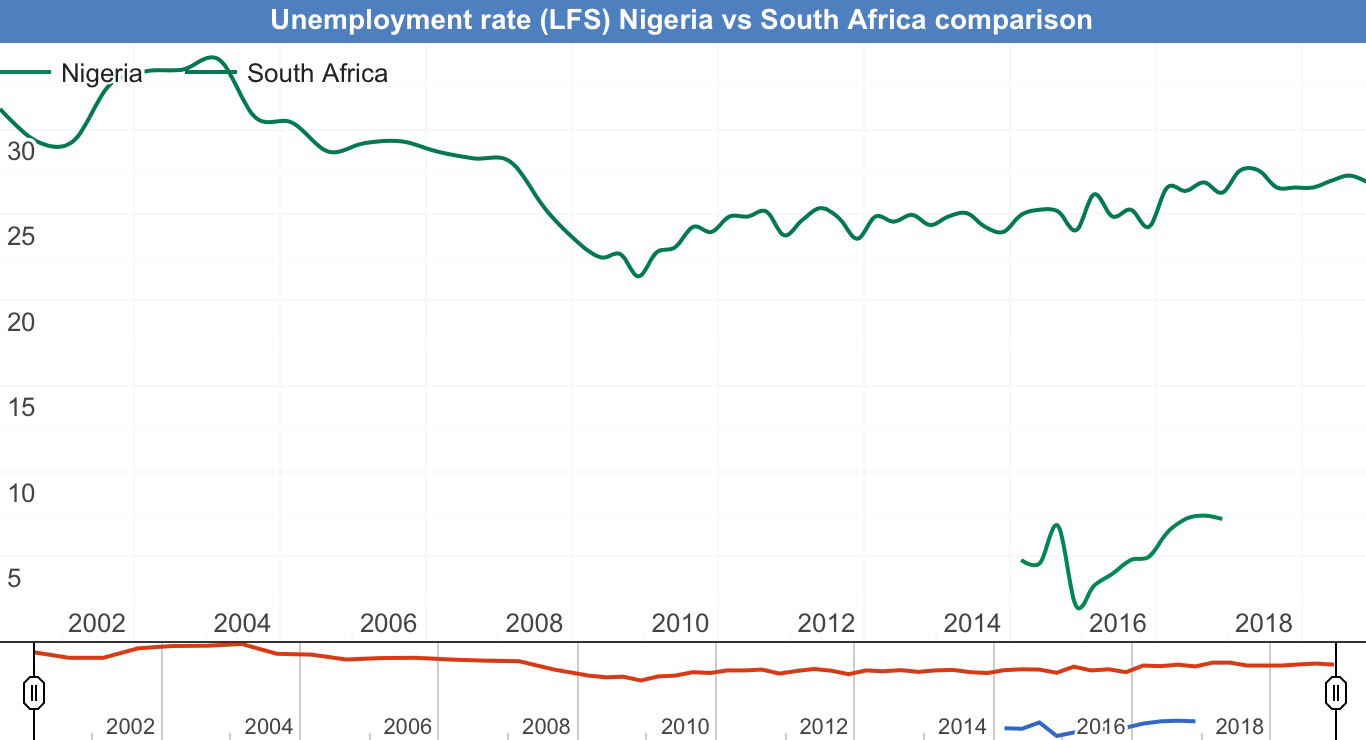 Unemployment rate (LFS) Nigeria vs South Africa comparison
Nigeria South Africa
30
25
20
15
10
5
2002 2004 2006 2008 2010 2012 2014 2016 2018
2002 2004 2006 2008 2010 2012 2014 2016 2018